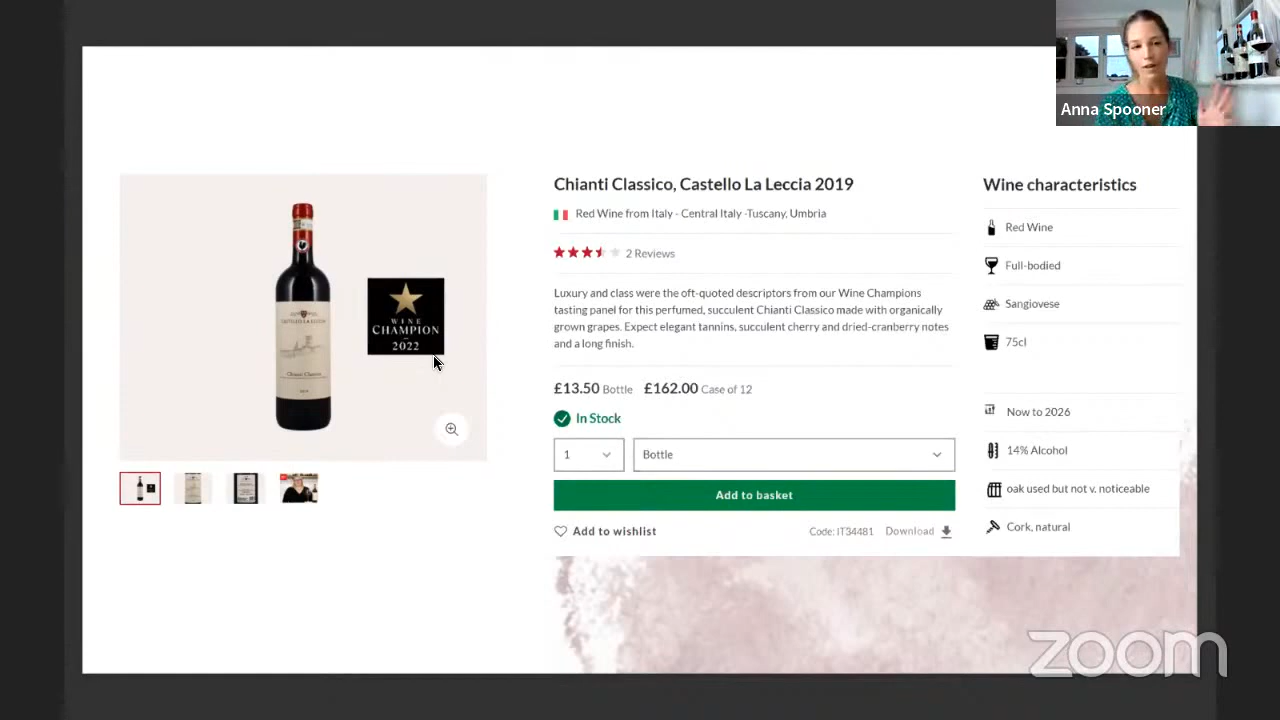 Anna Spooner
CASTELLO LA LECCIA
Chianti Classico
WINE
CHAMPION
2022
Chianti Classico, Castello La Leccia 2019
Red Wine from Italy - Central Italy -Tuscany, Umbria
2 Reviews
Luxury and class were the oft-quoted descriptors from our Wine Champions
tasting panel for this perfumed, succulent Chianti Classico made with organically
grown grapes. Expect elegant tannins, succulent cherry and dried-cranberry notes
and a long finish.
£13.50 Bottle £162.00 Case of 12
In Stock
1 Bottle
Add to basket
Add to wishlist Code: IT34481 Download
Wine characteristics
Red Wine
Full-bodied
Sangiovese
75cl
Now to 2026
14% Alcohol
oak used but not v. noticeable
Cork, natural
zoom